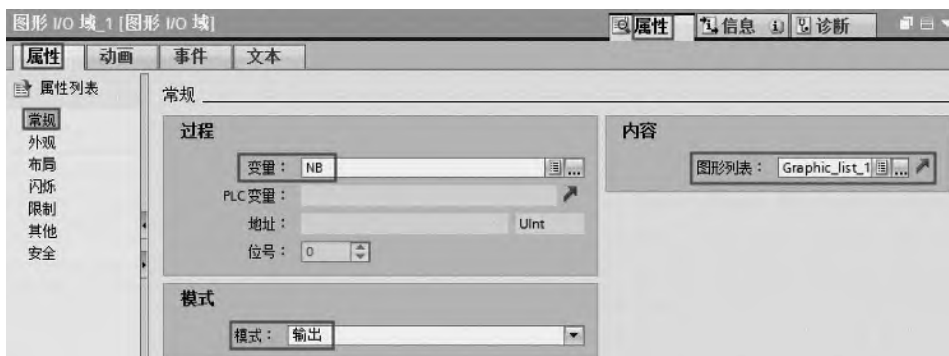 图形 I/O 域_1 [图形 I/O 域]
属性 信息 诊断
属性 动画 事件 文本
属性列表
常规
外观
布局
闪烁
限制
其他
安全
常规
过程
变量： NB
PLC变量：
地址： UInt
位号： 0
模式
模式： 输出
内容
图形列表： Graphic_list_1